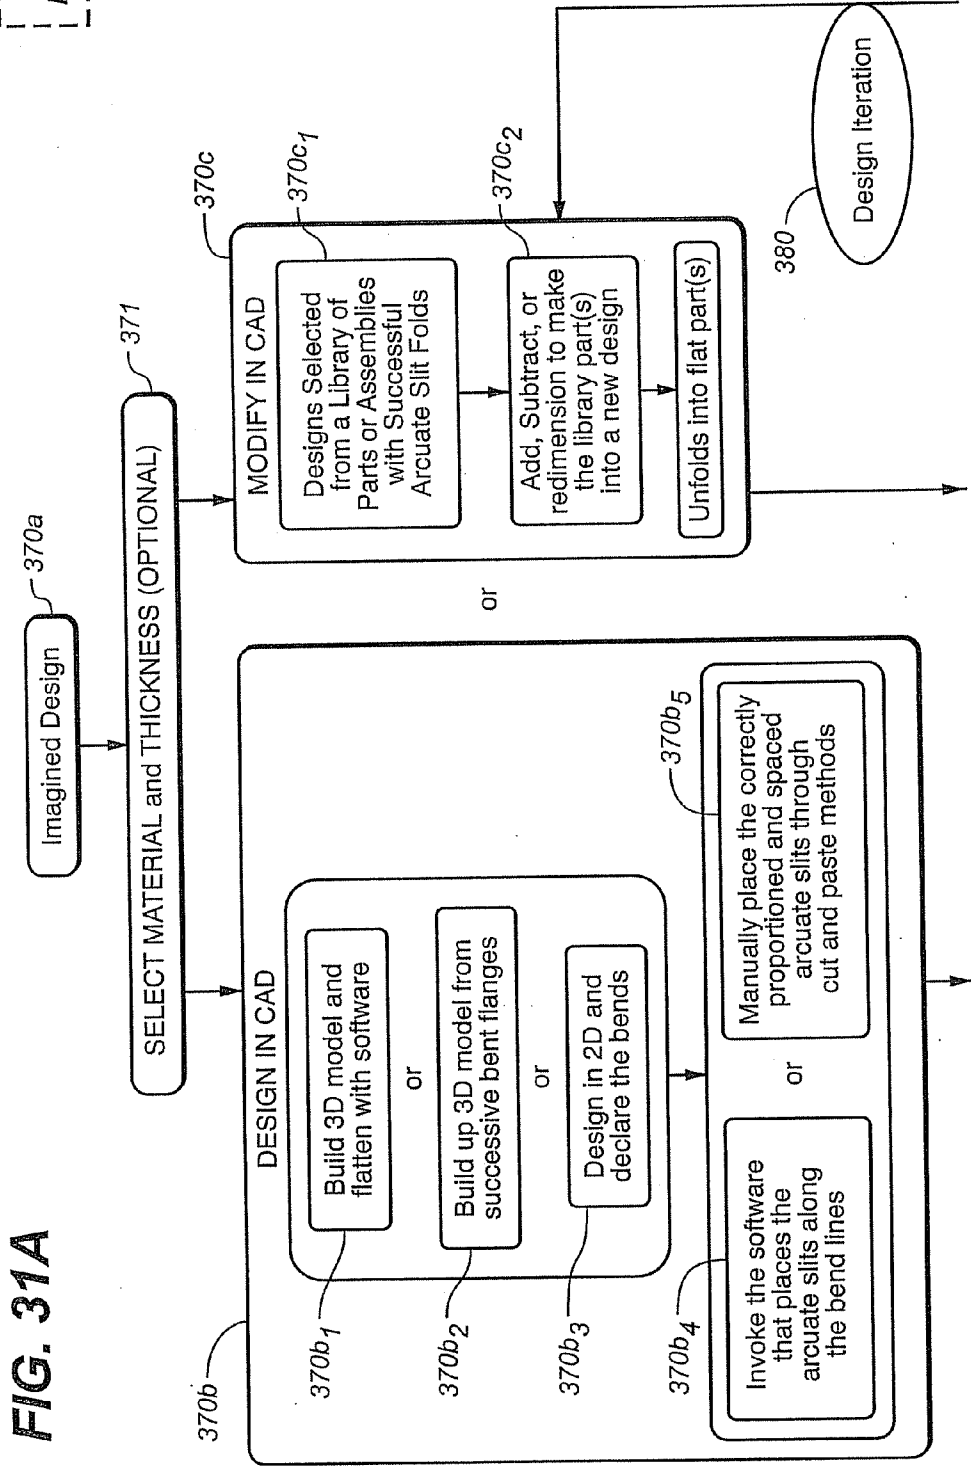 FIG. 31A
Imagined Design
370a
SELECT MATERIAL and THICKNESS (OPTIONAL)
371
370b
DESIGN IN CAD
370b1
Build 3D model and
flatten with software
or
370b2
Build up 3D model from
successive bent flanges
or
370b3
Design in 2D and
declare the bends
370b4
Invoke the software
that places the
arcuate slits along
the bend lines
or
370b5
Manually place the correctly
proportioned and spaced
arcuate slits through
cut and paste methods
or
370c
MODIFY IN CAD
370c1
Designs Selected
from a Library of
Parts or Assemblies
with Successful
Arcuate Slit Folds
370c2
Add, Subtract, or
redimension to make
the library part(s)
into a new design
Unfolds into flat part(s)
380
Design Iteration